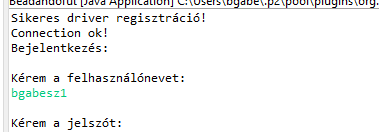 Beadandofut [Java Application] C:\Users\bgabe\.p2\pool\plugins\org.
Sikeres driver regisztráció!
Connection ok!
Bejelentkezés:
Kérem a felhasználónevet:
bgabesz1
Kérem a jelszót: